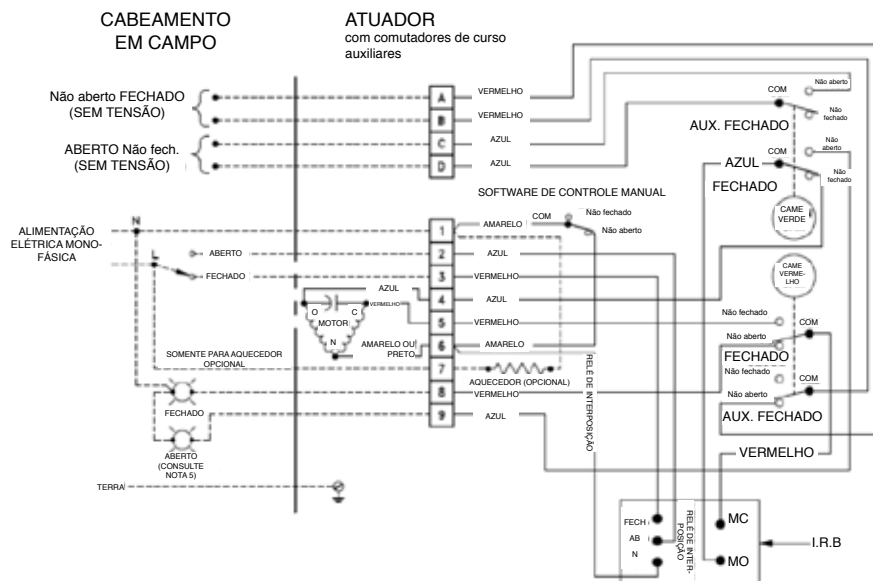 CABEAMENTO
EM CAMPO
ATUADOR
com comutadores de curso
auxiliares
Não aberto FECHADO
(SEM TENSÃO)
ABERTO Não fech.
(SEM TENSÃO)
A
VERMELHO
B
VERMELHO
C
AZUL
D
AZUL
COM
Não aberto
Não
fechado
AUX. FECHADO
AZUL
COM
Não
aberto
Não
fechado
FECHADO
CAME
VERDE
SOFTWARE DE CONTROLE MANUAL
N
ALIMENTAÇÃO
ELÉTRICA MONO-
FÁSICA
L
ABERTO
FECHADO
1
AMARELO
COM
Não fechado
Não aberto
2
AZUL
3
VERMELHO
AZUL
4
AZUL
VERMELHO
5
VERMELHO
O
C
MOTOR
N
AMARELO OU
PRETO
6
AMARELO
SOMENTE PARA AQUECEDOR
OPCIONAL
7
AQUECEDOR (OPCIONAL)
8
VERMELHO
9
AZUL
FECHADO
ABERTO
(CONSULTE
NOTA 5)
TERRA
RELÉ DE INTERPOSIÇÃO
CAME
VERME-
LHO
Não fechado
COM
Não aberto
FECHADO
Não fechado
COM
Não aberto
AUX. FECHADO
VERMELHO
FECH
AB
N
RELÉ DE INTER-
POSIÇÃO
MC
MO
I.R.B